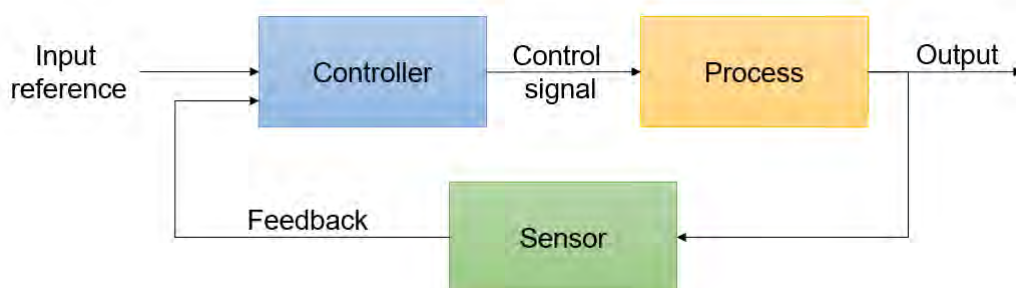 Input
reference
Controller
Control
signal
Process
Output
Feedback
Sensor